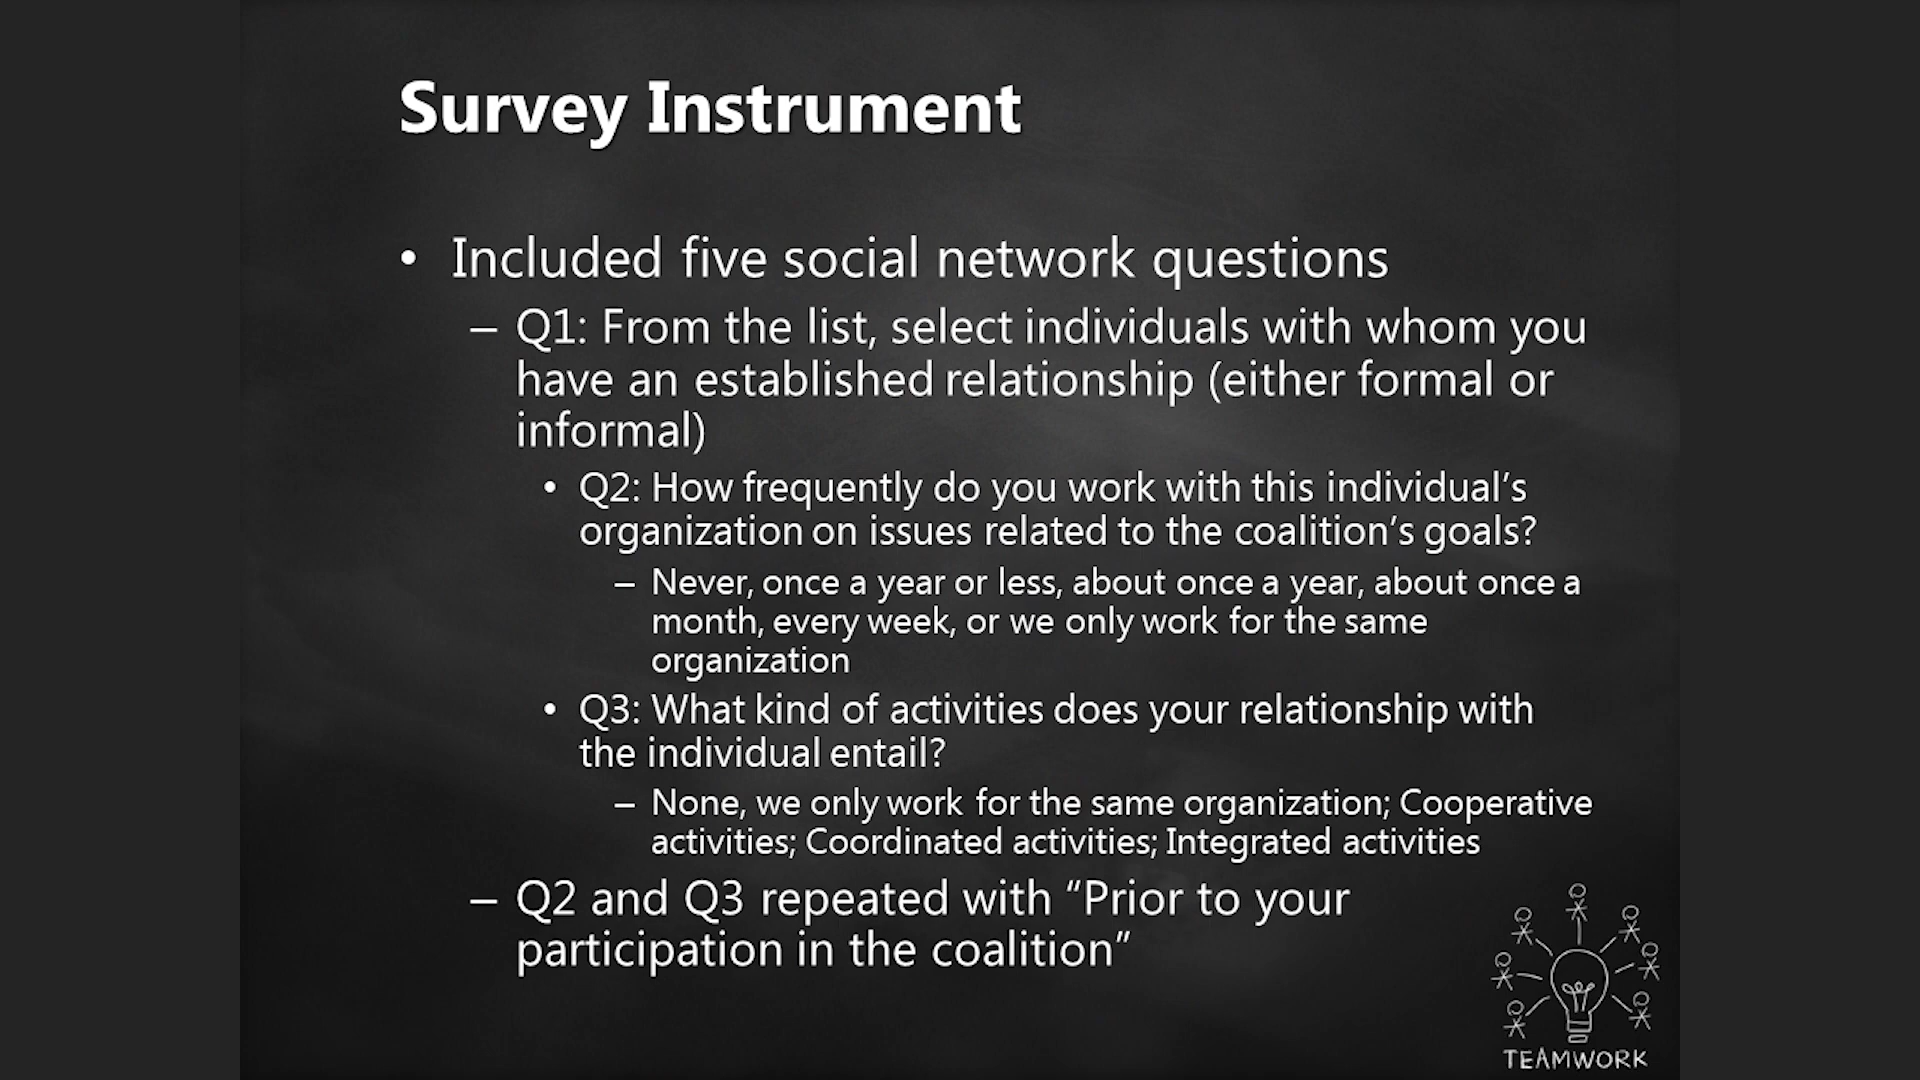 Survey Instrument
• Included five social network questions
– Q1: From the list, select individuals with whom you
have an established relationship (either formal or
informal)
• Q2: How frequently do you work with this individual’s
organization on issues related to the coalition’s goals?
– Never, once a year or less, about once a year, about once a
month, every week, or we only work for the same
organization
• Q3: What kind of activities does your relationship with
the individual entail?
– None, we only work for the same organization; Cooperative
activities; Coordinated activities; Integrated activities
– Q2 and Q3 repeated with “Prior to your
participation in the coalition”
TEAMWORK